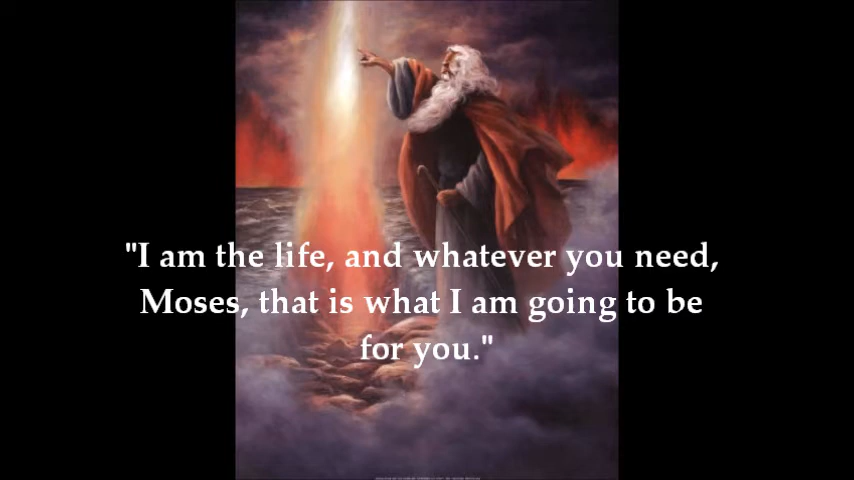 "I am the life, and whatever you need,
Moses, that is what I am going to be
for you."